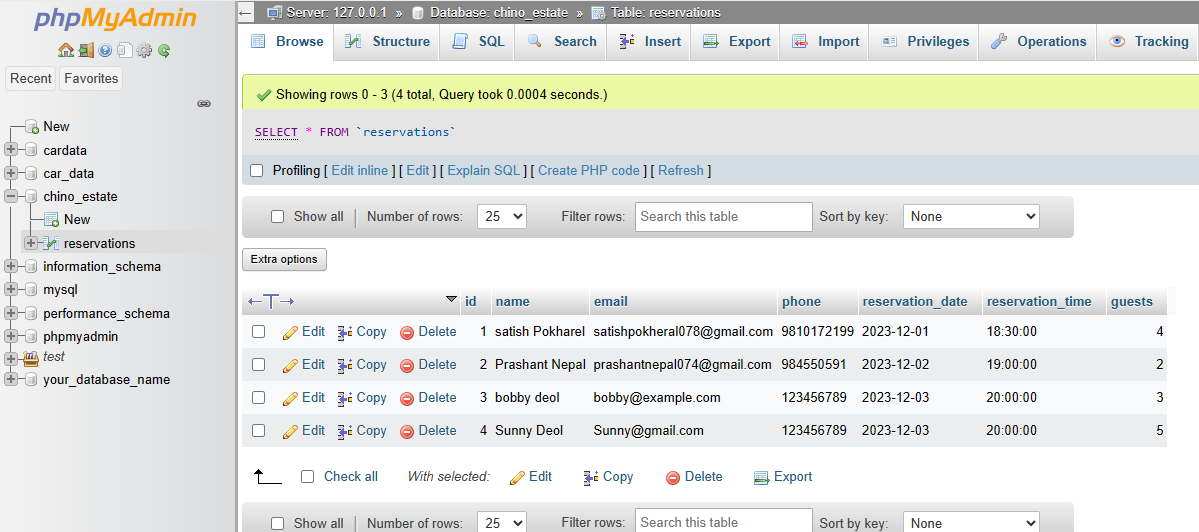 phpMyAdmin
Recent Favorites
New
cardata
car_data
chino_estate
New
reservations
information_schema
mysql
performance_schema
phpmyadmin
test
your_database_name
Server: 127.0.0.1 » Database: chino_estate » Table: reservations
Browse Structure SQL Search Insert Export Import Privileges Operations Tracking
Showing rows 0 - 3 (4 total, Query took 0.0004 seconds.)
SELECT * FROM `reservations`
Profiling [ Edit inline ] [ Edit ] [ Explain SQL ] [ Create PHP code ] [ Refresh ]
Show all Number of rows: 25 Filter rows: Search this table Sort by key: None
Extra options
←T→ id name email phone reservation_date reservation_time guests
Edit Copy Delete 1 satish Pokharel satishpokheral078@gmail.com 9810172199 2023-12-01 18:30:00 4
Edit Copy Delete 2 Prashant Nepal prashantnepal074@gmail.com 984550591 2023-12-02 19:00:00 2
Edit Copy Delete 3 bobby deol bobby@example.com 123456789 2023-12-03 20:00:00 3
Edit Copy Delete 4 Sunny Deol Sunny@gmail.com 123456789 2023-12-03 20:00:00 5
Check all With selected: Edit Copy Delete Export
Show all Number of rows: 25 Filter rows: Search this table Sort by key: None